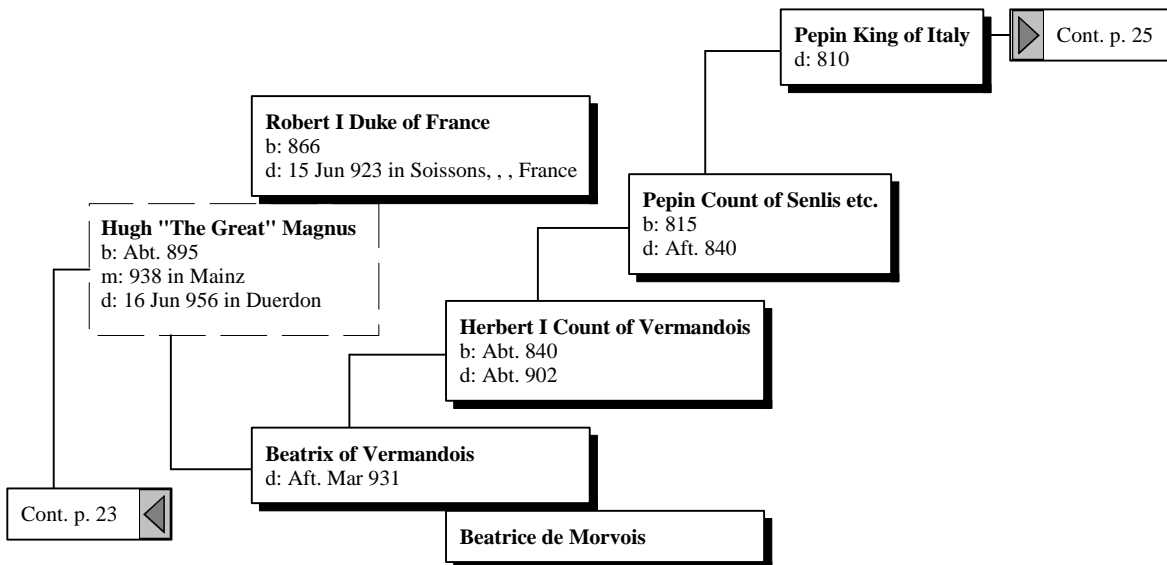 Pepin King of Italy
d: 810
Cont. p. 25
Robert I Duke of France
b: 866
d: 15 Jun 923 in Soissons, , , France
Pepin Count of Senlis etc.
b: 815
d: Aft. 840
Hugh "The Great" Magnus
b: Abt. 895
m: 938 in Mainz
d: 16 Jun 956 in Duerdon
Herbert I Count of Vermandois
b: Abt. 840
d: Abt. 902
Beatrix of Vermandois
d: Aft. Mar 931
Cont. p. 23
Beatrice de Morvois